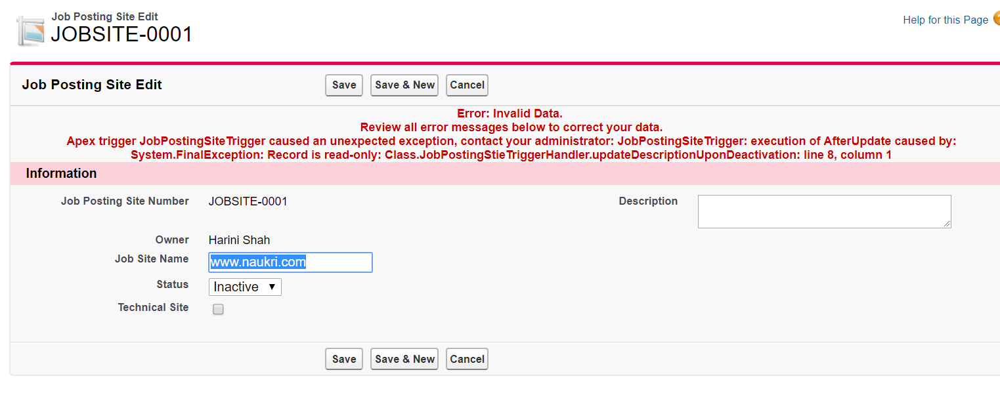 Job Posting Site Edit
JOBSITE-0001
Help for this Page
Job Posting Site Edit
Save
Save & New
Cancel
Error: Invalid Data.
Review all error messages below to correct your data.
Apex trigger JobPostingSiteTrigger caused an unexpected exception, contact your administrator: JobPostingSiteTrigger: execution of AfterUpdate caused by:
System.FinalException: Record is read-only: Class.JobPostingStieTriggerHandler.updateDescriptionUponDeactivation: line 8, column 1
Information
Job Posting Site Number JOBSITE-0001
Description
Owner Harini Shah
Job Site Name www.naukri.com
Status Inactive
Technical Site
Save
Save & New
Cancel